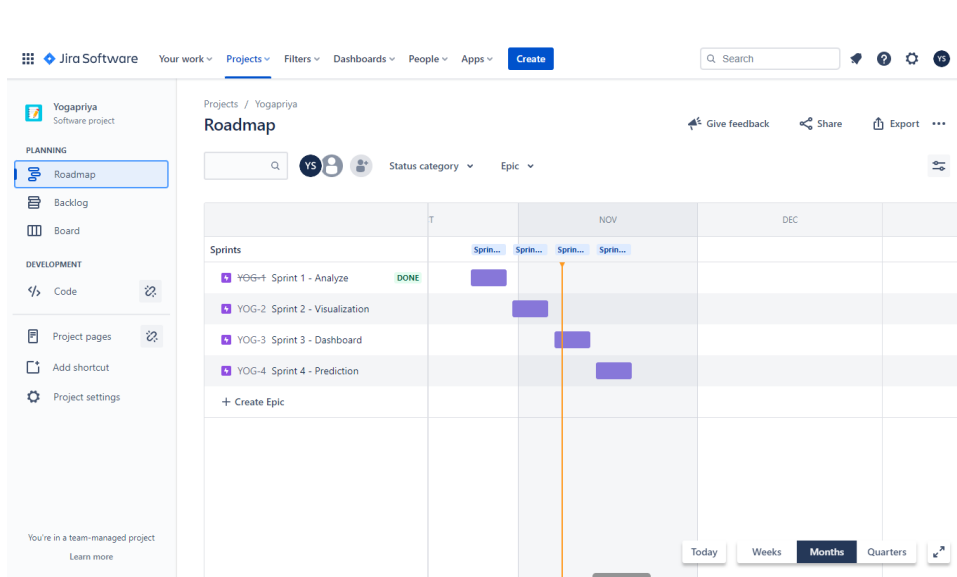 Jira Software Your work Projects Filters Dashboards People Apps Create Search YS
Yogapriya
Software project
PLANNING
Roadmap
Backlog
Board
DEVELOPMENT
Code
Project pages
Add shortcut
Project settings
You're in a team-managed project
Learn more
Projects / Yogapriya
Roadmap
Give feedback Share Export
YS Status category Epic
T NOV DEC
Sprints Sprin... Sprin... Sprin... Sprin...
YOG-1 Sprint 1 - Analyze DONE
YOG-2 Sprint 2 - Visualization
YOG-3 Sprint 3 - Dashboard
YOG-4 Sprint 4 - Prediction
+ Create Epic
Today Weeks Months Quarters